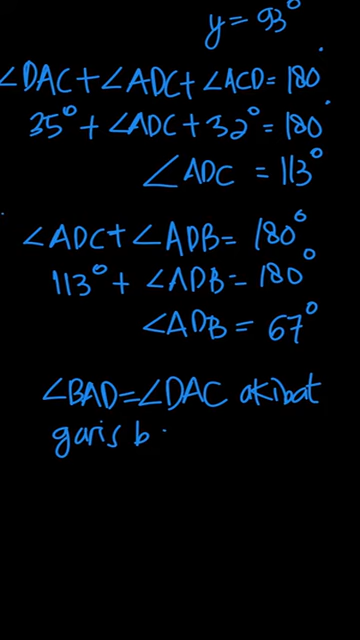 y = 93°
∠DAC + ∠ADC + ∠ACD = 180°
35° + ∠ADC + 32° = 180°
∠ADC = 113°
∠ADC + ∠ADB = 180°
113° + ∠ADB = 180°
∠ADB = 67°
∠BAD = ∠DAC akibat
garis b